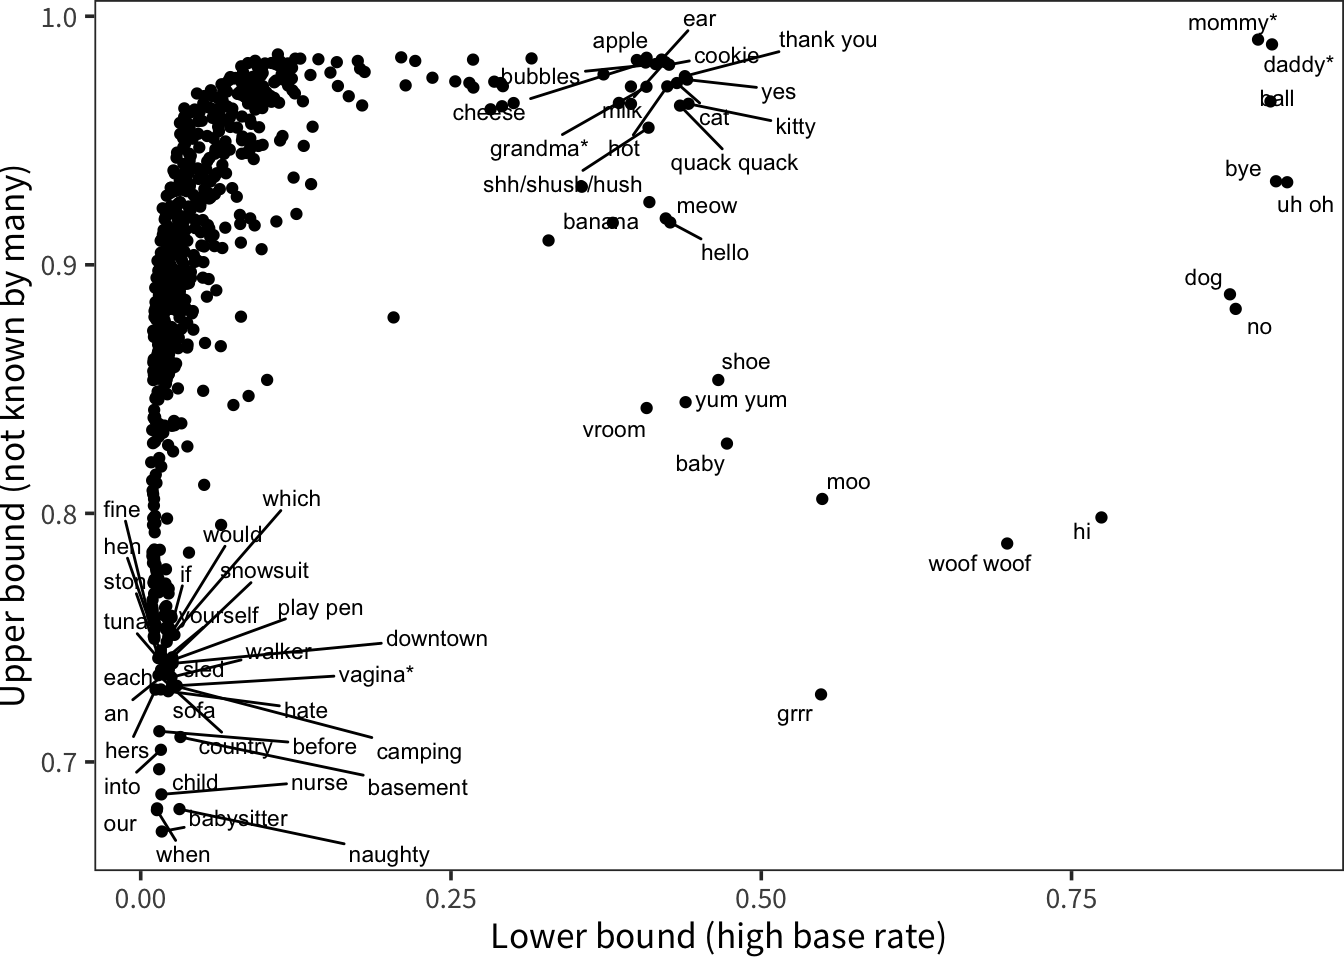 1.0
0.9
0.8
0.7
Upper bound (not known by many)
ear
mommy*
apple
thank you
cookie
daddy*
bubbles
yes
ball
cheese
milk
cat
kitty
grandma*
hot
quack quack
bye
shh/shush/hush
meow
uh oh
banana
hello
dog
no
shoe
yum yum
vroom
baby
moo
hi
woof woof
grrr
fine
which
would
hen
if
snowsuit
ston
yourself
play pen
tuna
downtown
walker
sled
vagina*
each
an
sofa
hate
hers
country
before
camping
into
child
nurse
basement
our
babysitter
when
naughty
0.00
0.25
0.50
0.75
Lower bound (high base rate)